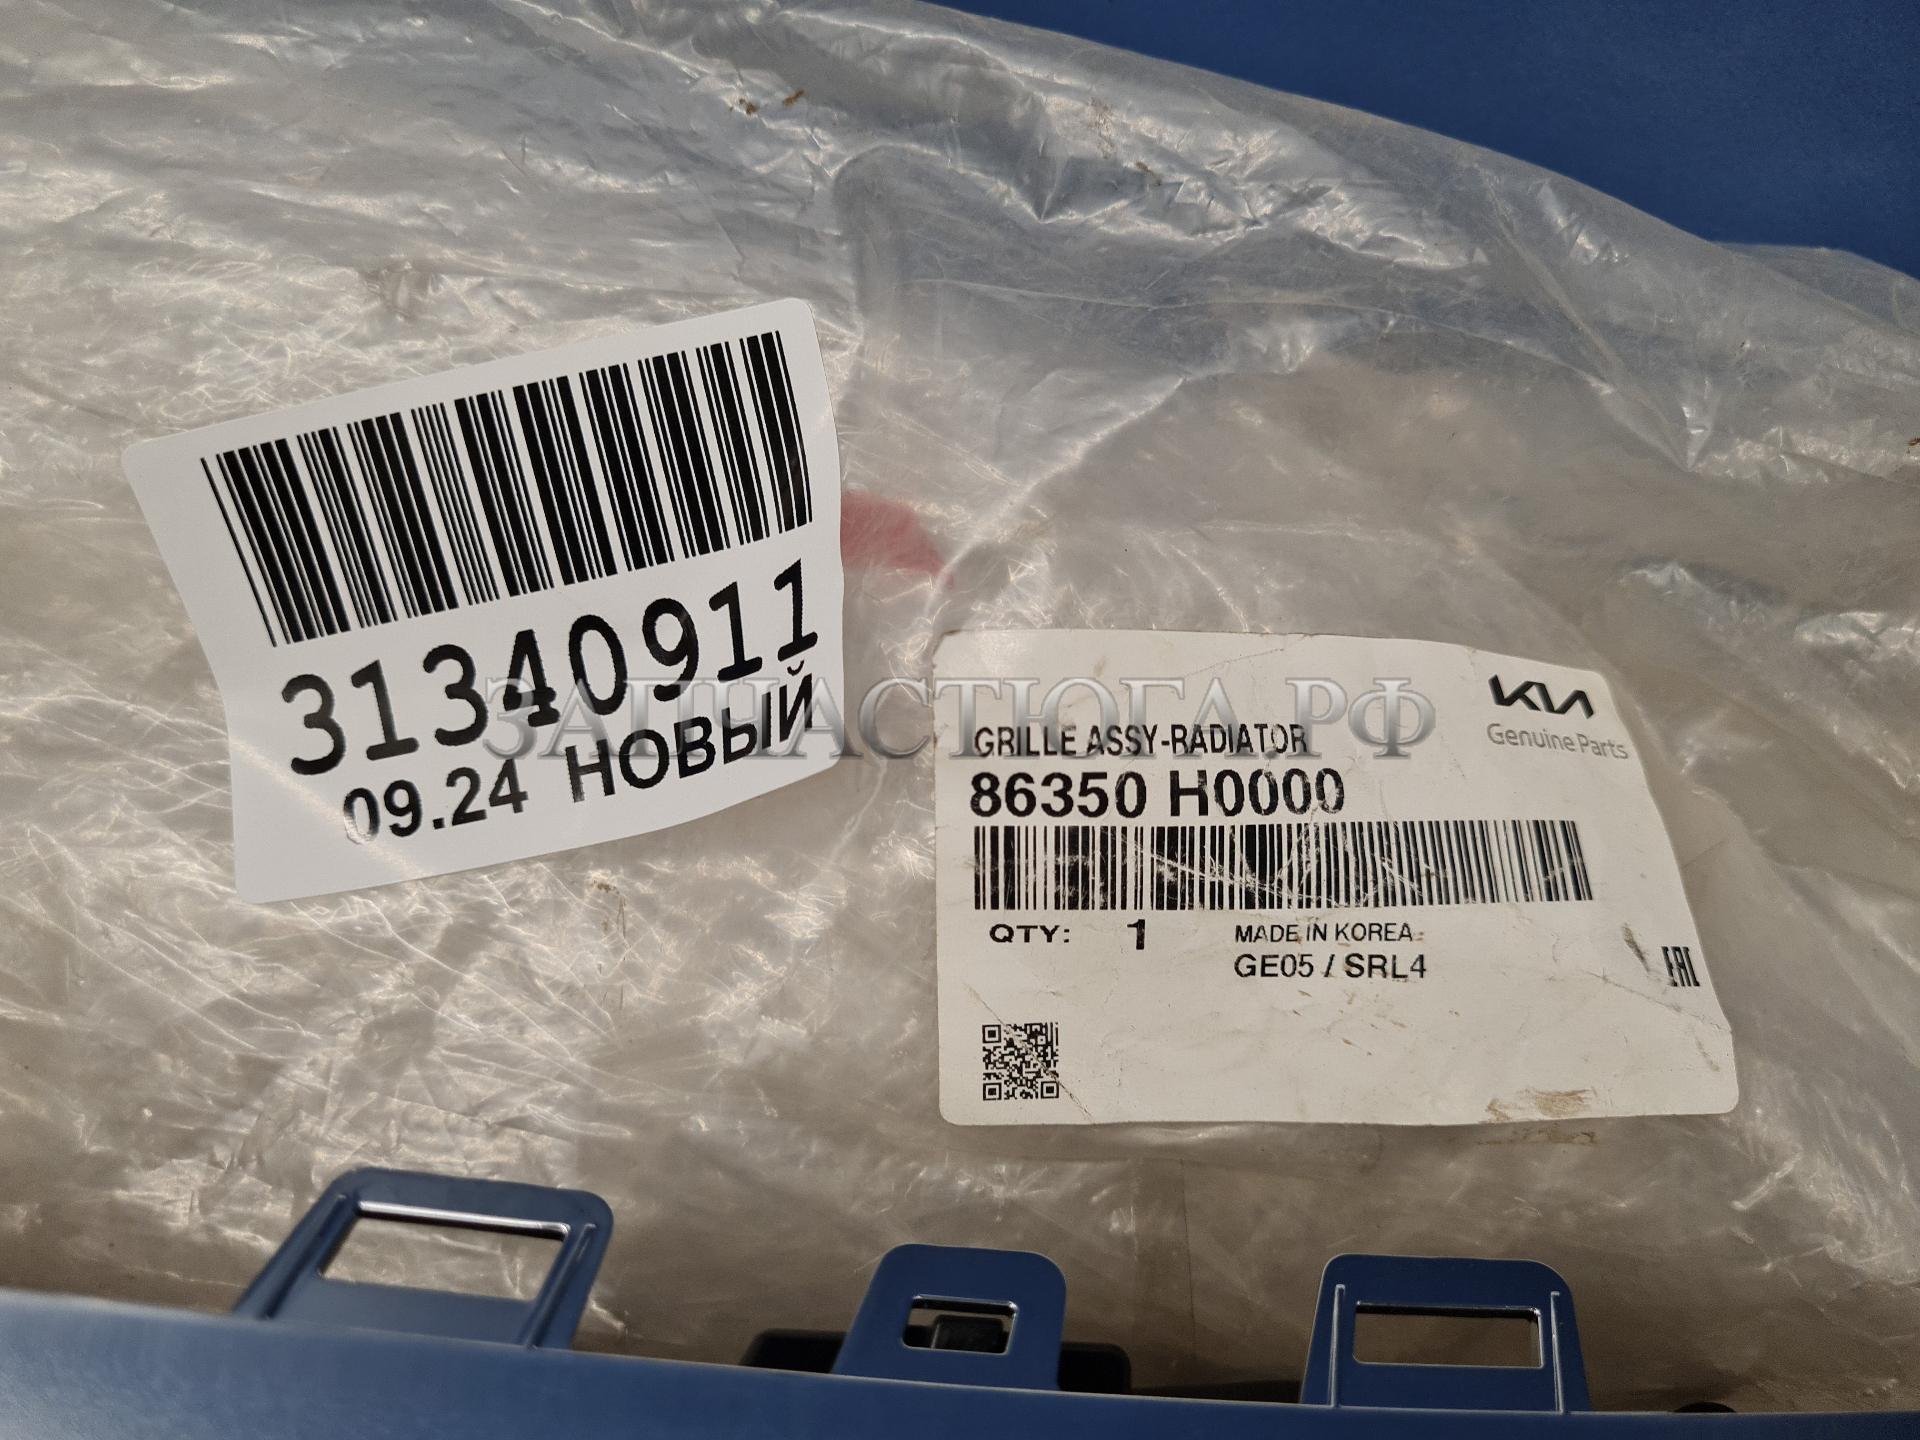 31340911
09.24 НОВЫЙ
ЗАПЧАСТЮГА.РФ
KIA
Genuine Parts
GRILLE ASSY-RADIATOR
86350 H0000
QTY: 1
MADE IN KOREA
GE05 / SRL4
EAC